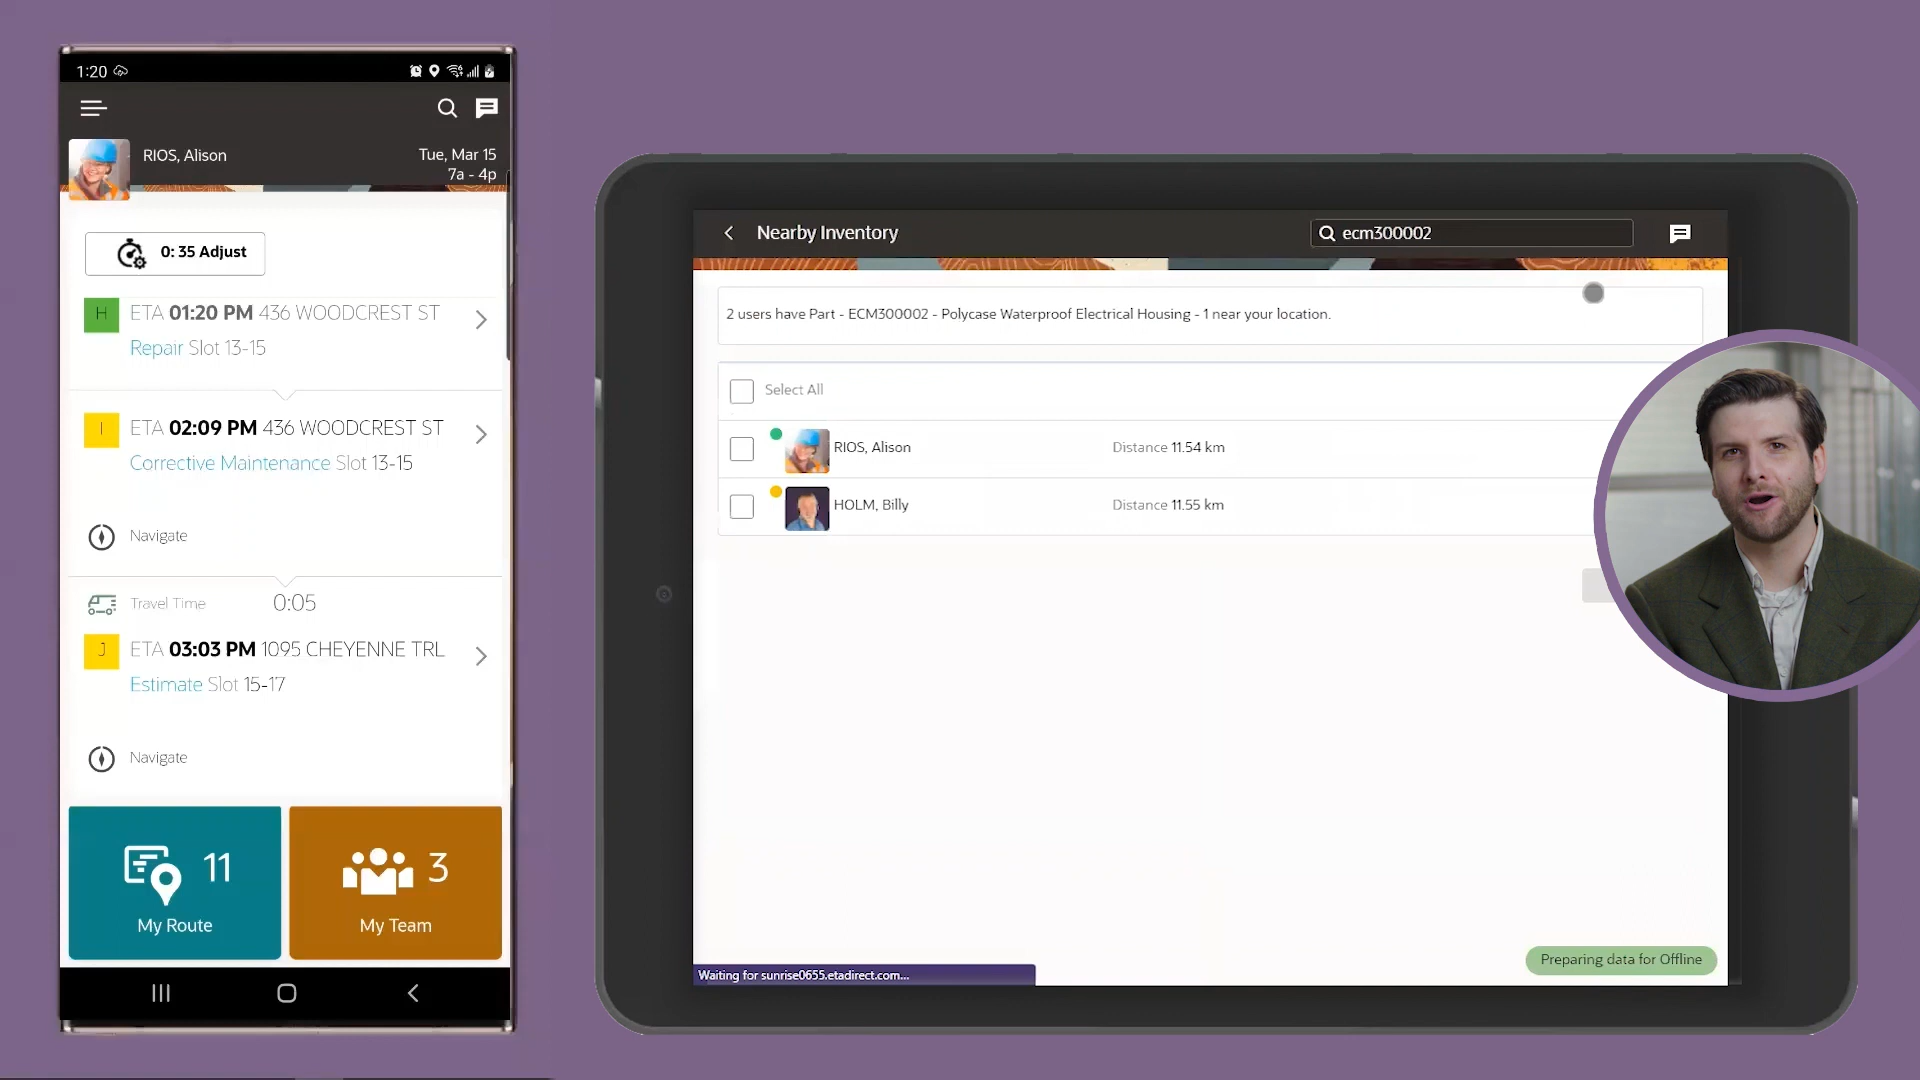 1:20
RIOS, Alison
Tue, Mar 15
7a - 4p
0: 35 Adjust
H
ETA 01:20 PM 436 WOODCREST ST
Repair Slot 13-15
I
ETA 02:09 PM 436 WOODCREST ST
Corrective Maintenance Slot 13-15
Navigate
Travel Time 0:05
J
ETA 03:03 PM 1095 CHEYENNE TRL
Estimate Slot 15-17
Navigate
11
My Route
3
My Team
Nearby Inventory
ecm300002
2 users have Part - ECM300002 - Polycase Waterproof Electrical Housing - 1 near your location.
Select All
RIOS, Alison Distance 11.54 km
HOLM, Billy Distance 11.55 km
Preparing data for Offline
Waiting for sunrise0655.etadirect.com...